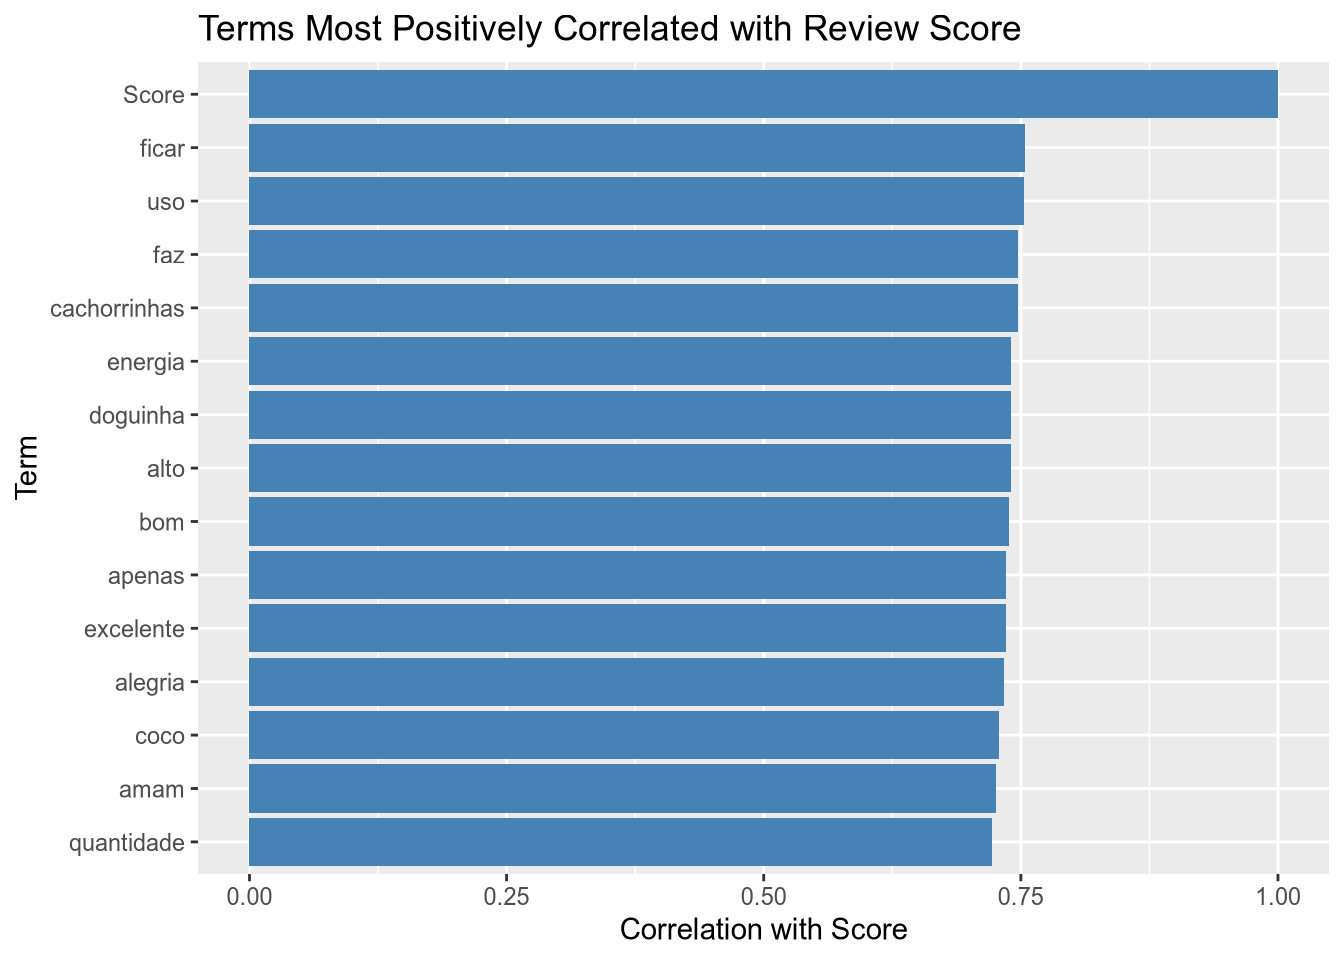 Terms Most Positively Correlated with Review Score
Score
ficar
uso
faz
cachorrinhas
energia
doguinha
alto
bom
apenas
excelente
alegria
coco
amam
quantidade
Term
0.00 0.25 0.50 0.75 1.00
Correlation with Score